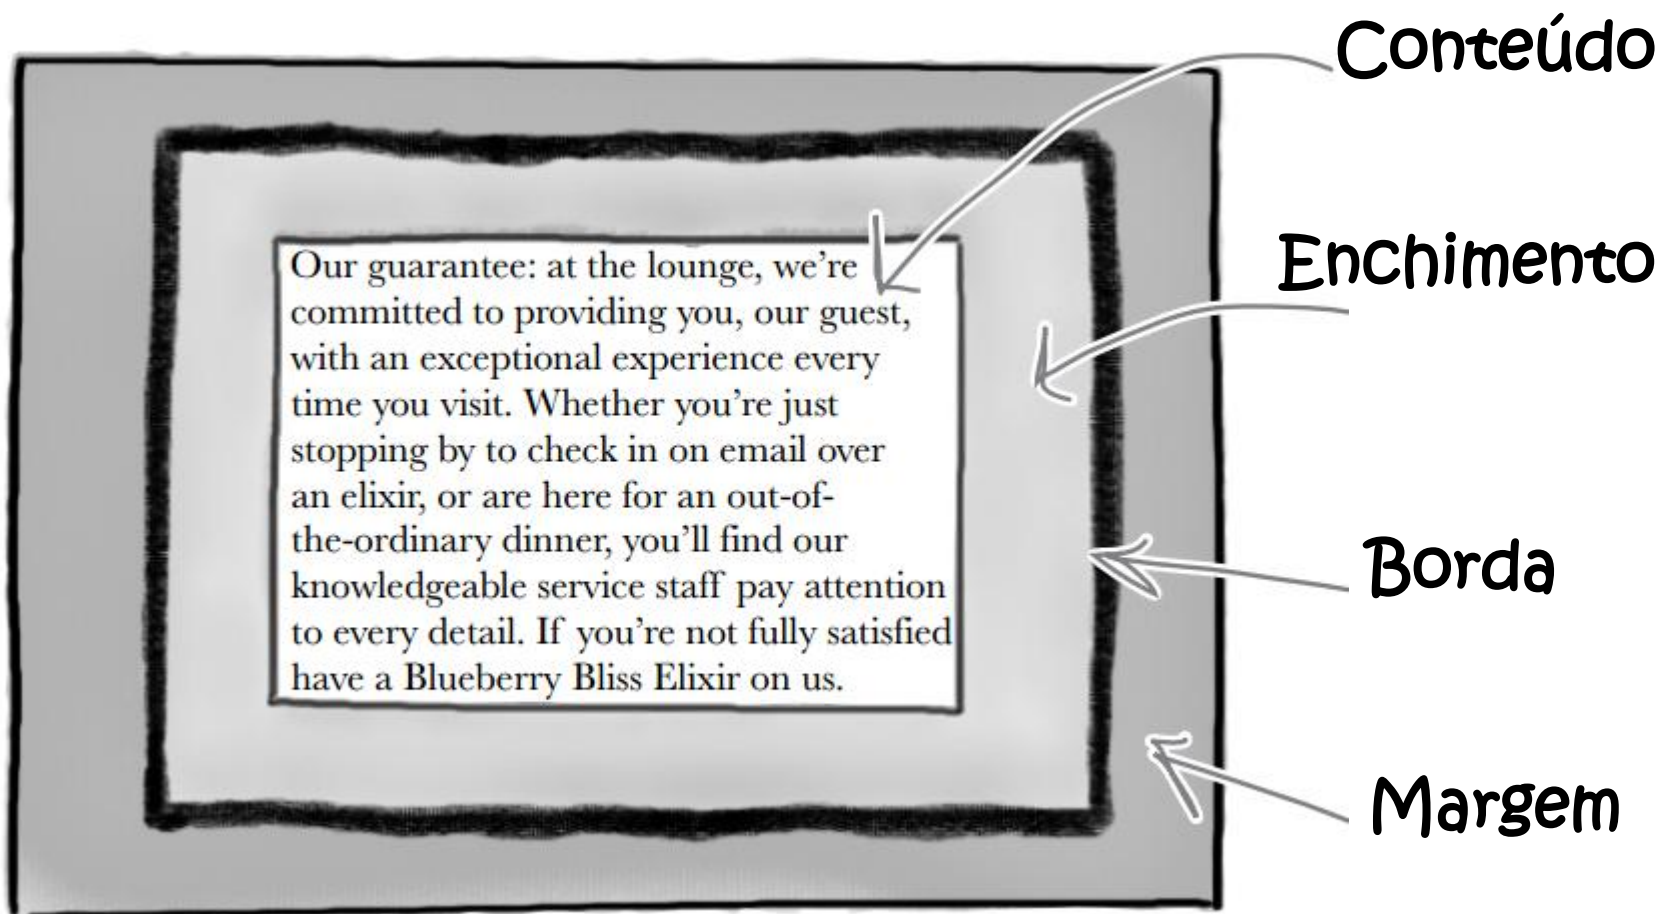 Conteúdo
Enchimento
Borda
Margem
Our guarantee: at the lounge, we’re
committed to providing you, our guest,
with an exceptional experience every
time you visit. Whether you’re just
stopping by to check in on email over
an elixir, or are here for an out-of-
the-ordinary dinner, you’ll find our
knowledgeable service staff pay attention
to every detail. If you’re not fully satisfied
have a Blueberry Bliss Elixir on us.